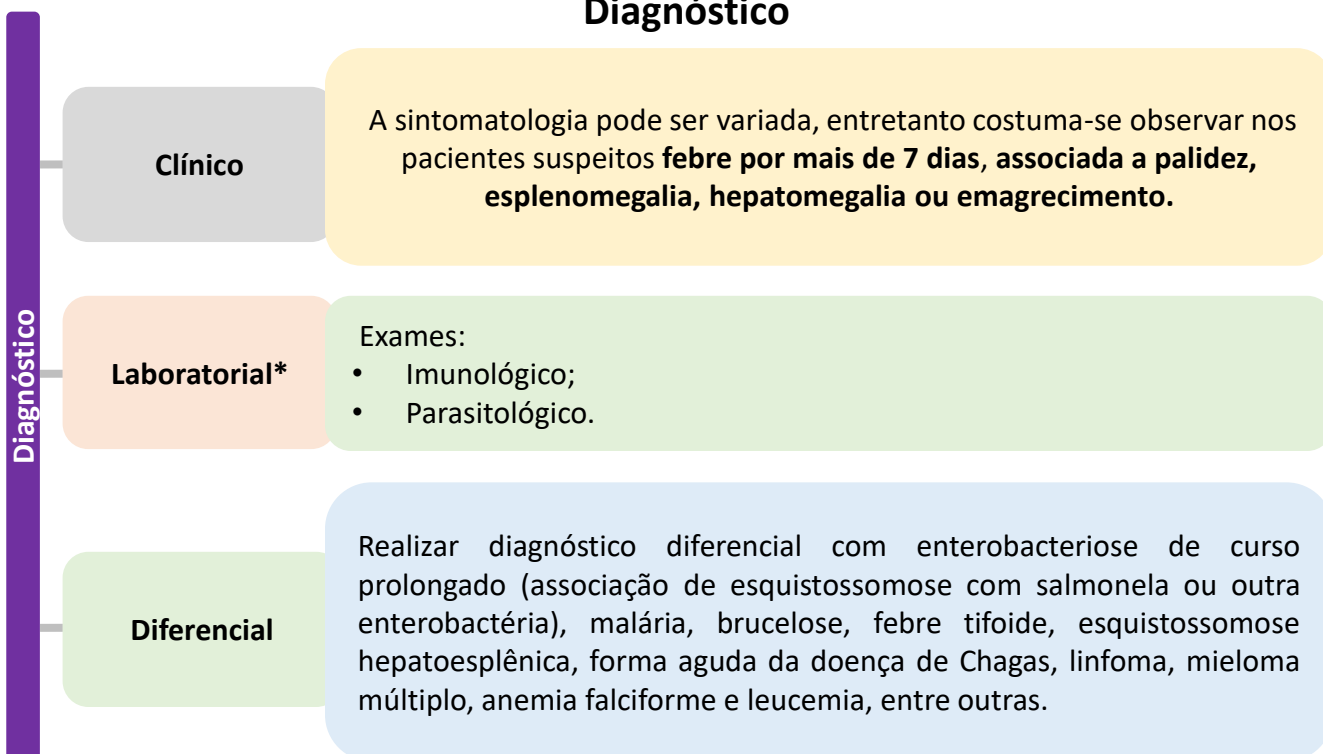 Diagnóstico
Diagnóstico
Clínico
A sintomatologia pode ser variada, entretanto costuma-se observar nos
pacientes suspeitos febre por mais de 7 dias, associada a palidez,
esplenomegalia, hepatomegalia ou emagrecimento.
Laboratorial*
Exames:
• Imunológico;
• Parasitológico.
Diferencial
Realizar diagnóstico diferencial com enterobacteriose de curso
prolongado (associação de esquistossomose com salmonela ou outra
enterobactéria), malária, brucelose, febre tifoide, esquistossomose
hepatoesplênica, forma aguda da doença de Chagas, linfoma, mieloma
múltiplo, anemia falciforme e leucemia, entre outras.